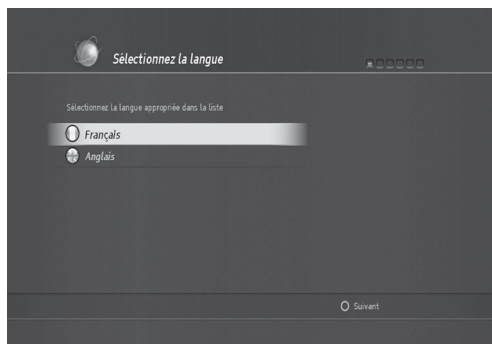 Sélectionnez la langue
Sélectionnez la langue appropriée dans la liste
Français
Anglais
Suivant